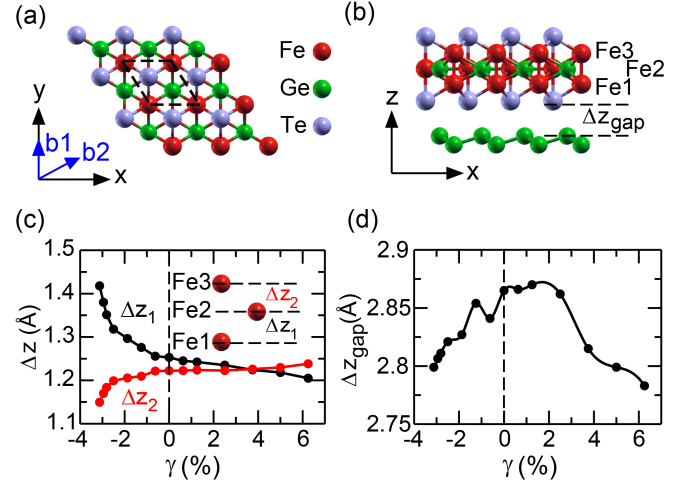 (a)
Fe
Ge
Te
y
b1
b2
x
(b)
Fe3
Fe2
Fe1
Δzgap
z
x
(c)
1.5
1.4
1.3
1.2
1.1
Δz (Å)
Δz1
Δz2
Fe3
Fe2
Fe1
Δz2
Δz1
-4 -2 0 2 4 6 8
γ (%)
(d)
2.9
2.85
2.8
2.75
Δzgap(Å)
-4 -2 0 2 4 6 8
γ (%)